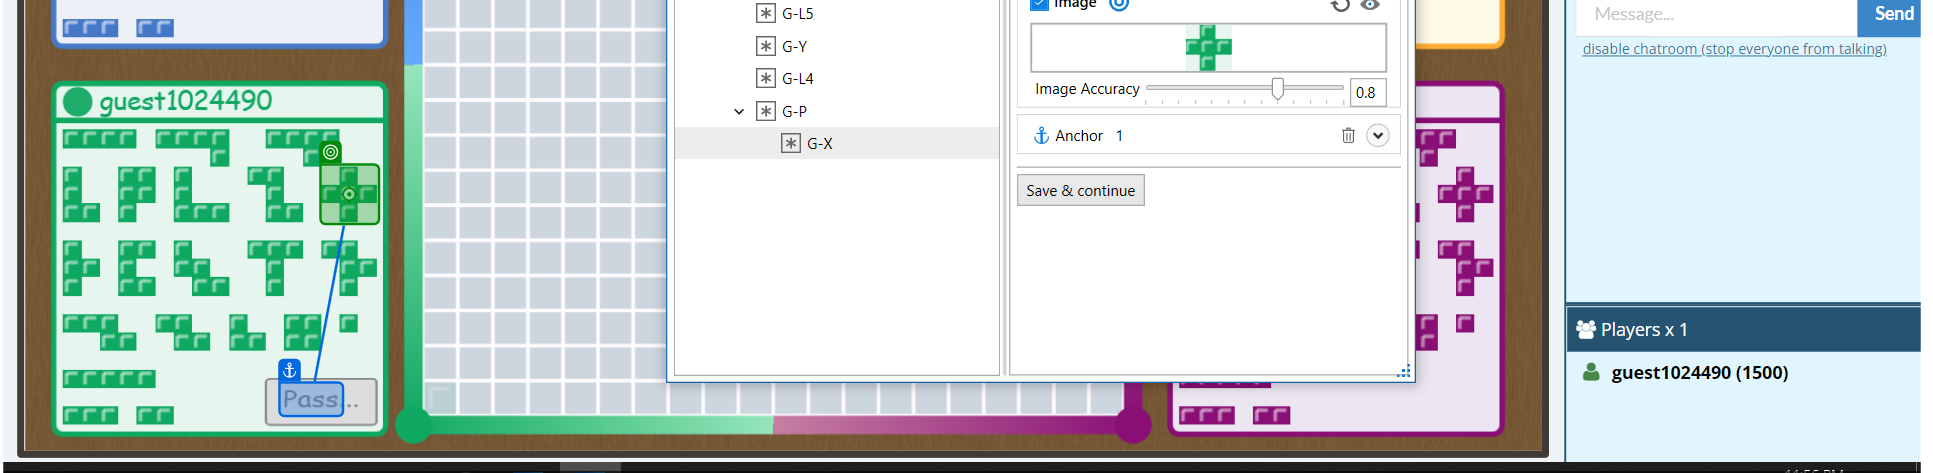 G-L5
G-Y
G-L4
G-P
G-X
Image
Image Accuracy
0.8
Anchor 1
Save & continue
guest1024490
Pass...
Message...
Send
disable chatroom (stop everyone from talking)
Players x 1
guest1024490 (1500)